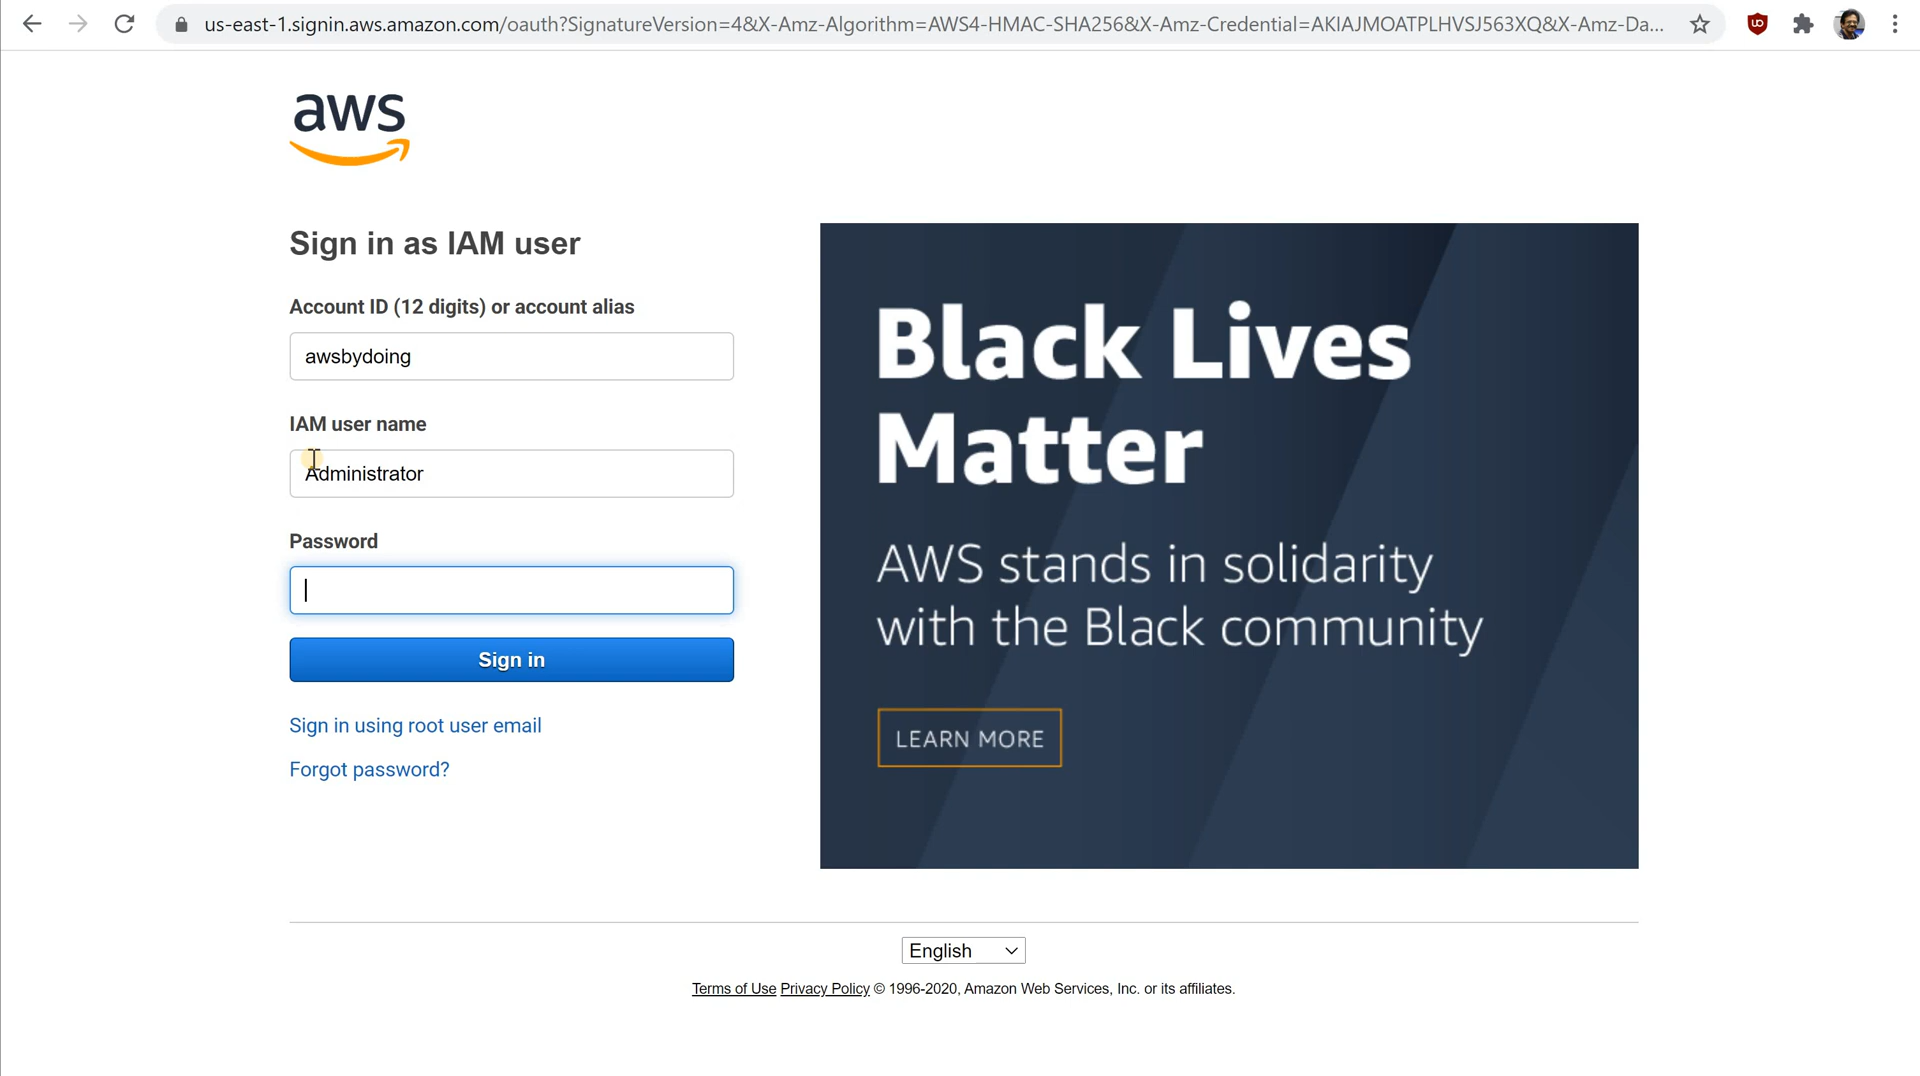 us-east-1.signin.aws.amazon.com/oauth?SignatureVersion=4&X-Amz-Algorithm=AWS4-HMAC-SHA256&X-Amz-Credential=AKIAJMOATPLHVSJ563XQ&X-Amz-Da...
aws
Sign in as IAM user
Account ID (12 digits) or account alias
awsbydoing
IAM user name
Administrator
Password
Sign in
Sign in using root user email
Forgot password?
Black Lives
Matter
AWS stands in solidarity
with the Black community
LEARN MORE
English
Terms of Use Privacy Policy © 1996-2020, Amazon Web Services, Inc. or its affiliates.